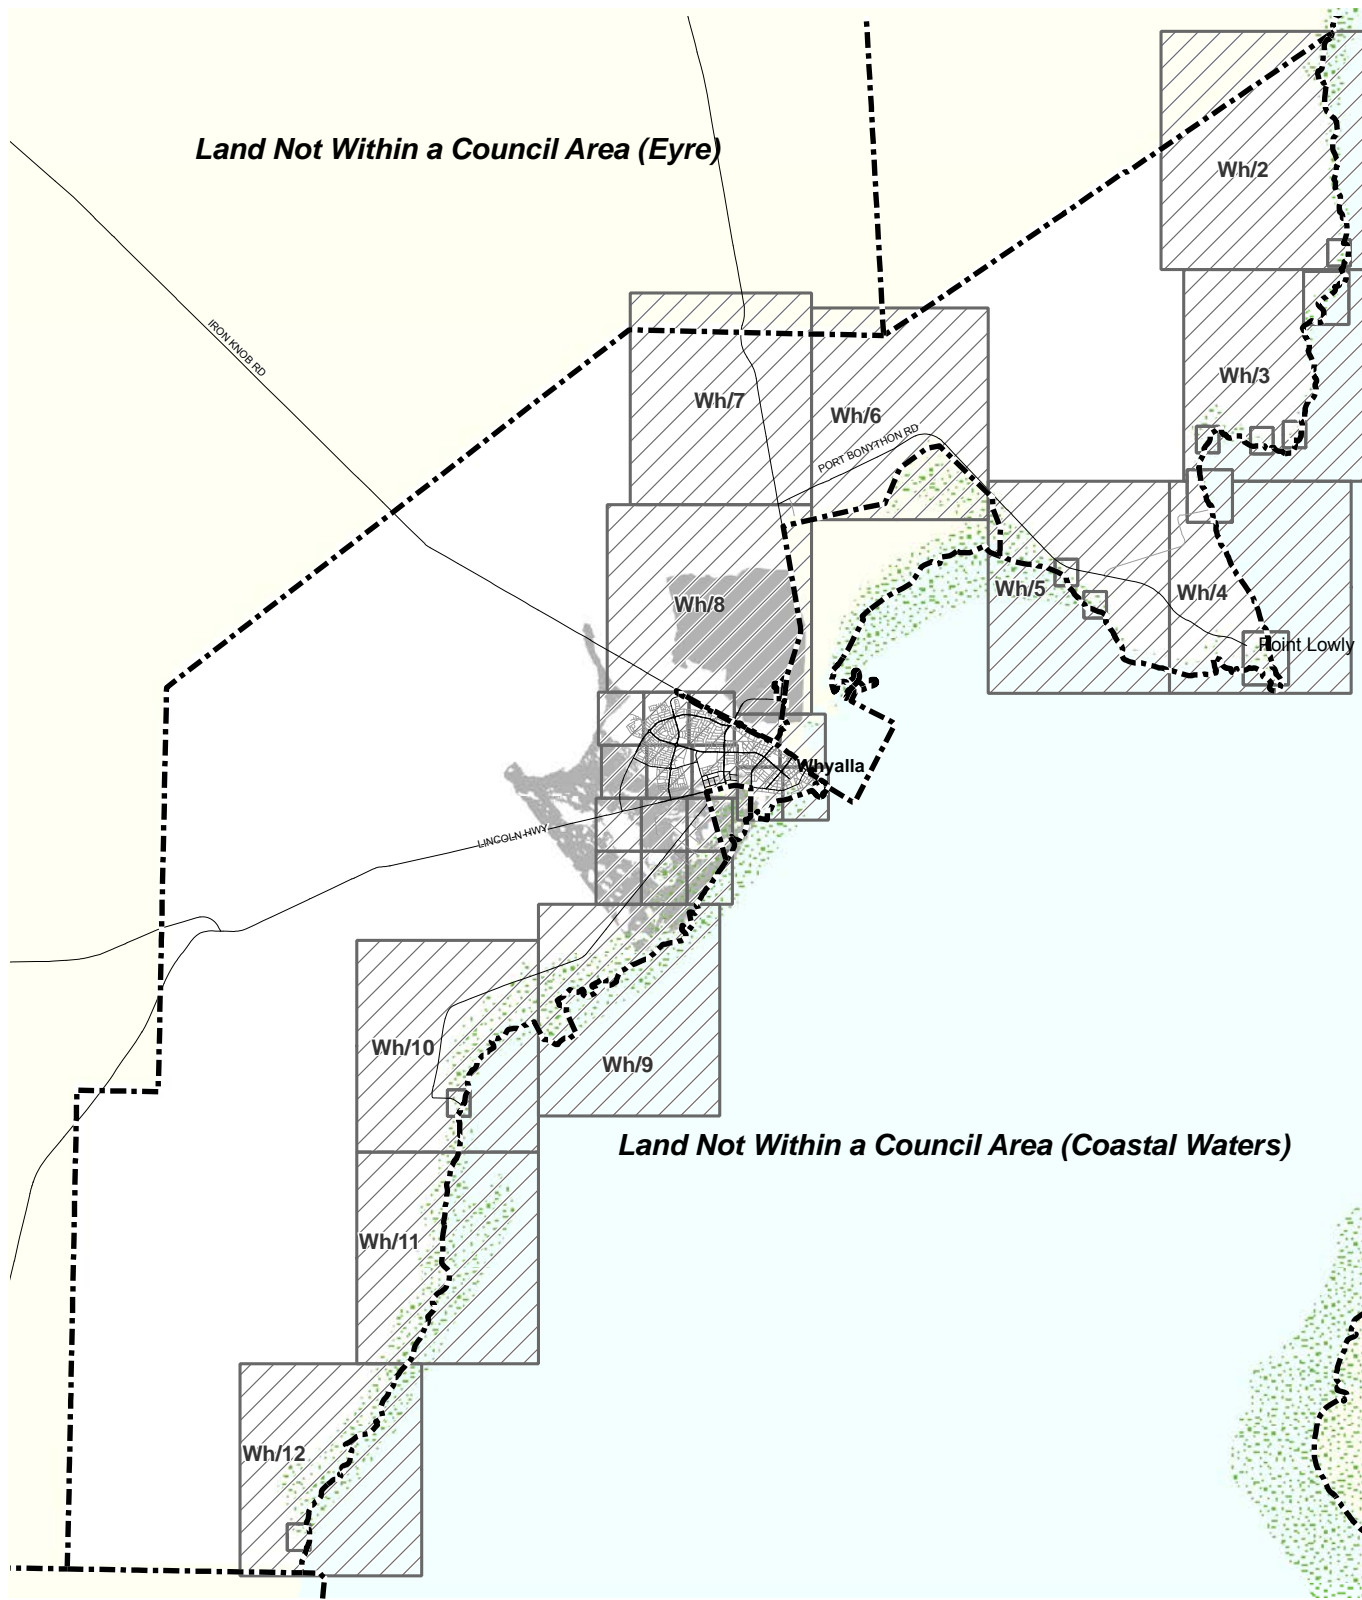 Land Not Within a Council Area (Eyre)
Wh/2
IRON KNOB RD
Wh/3
Wh/7
Wh/6
PORT BONYTHON RD
Wh/5
Wh/4
Wh/8
Point Lowly
Whyalla
LINCOLN HWY
Wh/10
Wh/9
Land Not Within a Council Area (Coastal Waters)
Wh/11
Wh/12